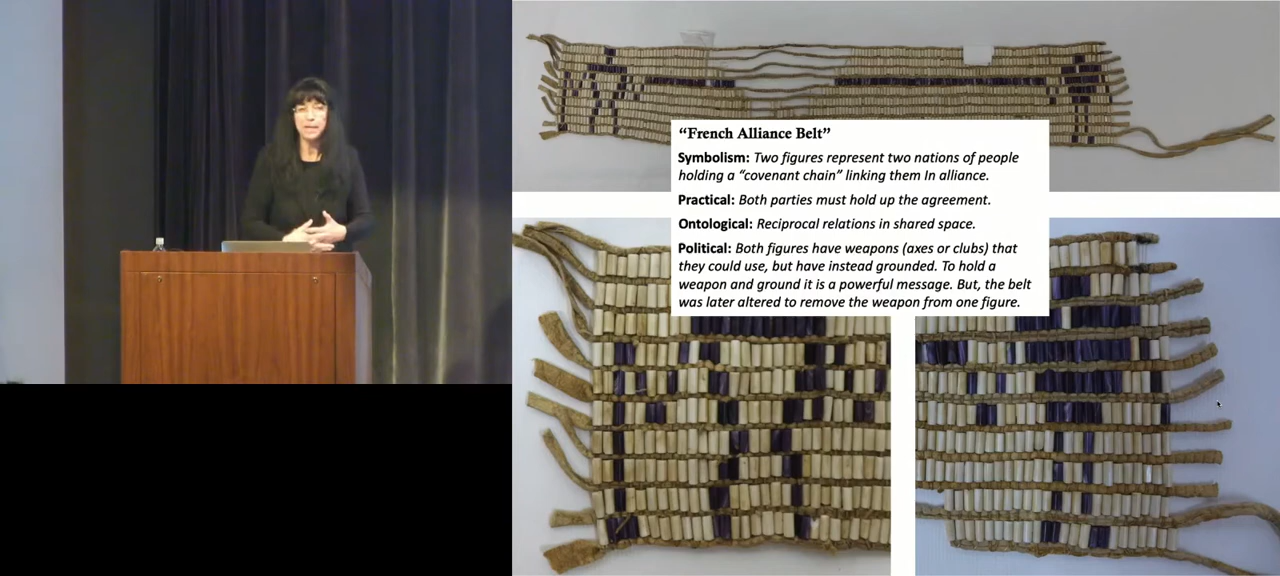 “French Alliance Belt”
Symbolism: Two figures represent two nations of people
holding a “covenant chain” linking them In alliance.
Practical: Both parties must hold up the agreement.
Ontological: Reciprocal relations in shared space.
Political: Both figures have weapons (axes or clubs) that
they could use, but have instead grounded. To hold a
weapon and ground it is a powerful message. But, the belt
was later altered to remove the weapon from one figure.